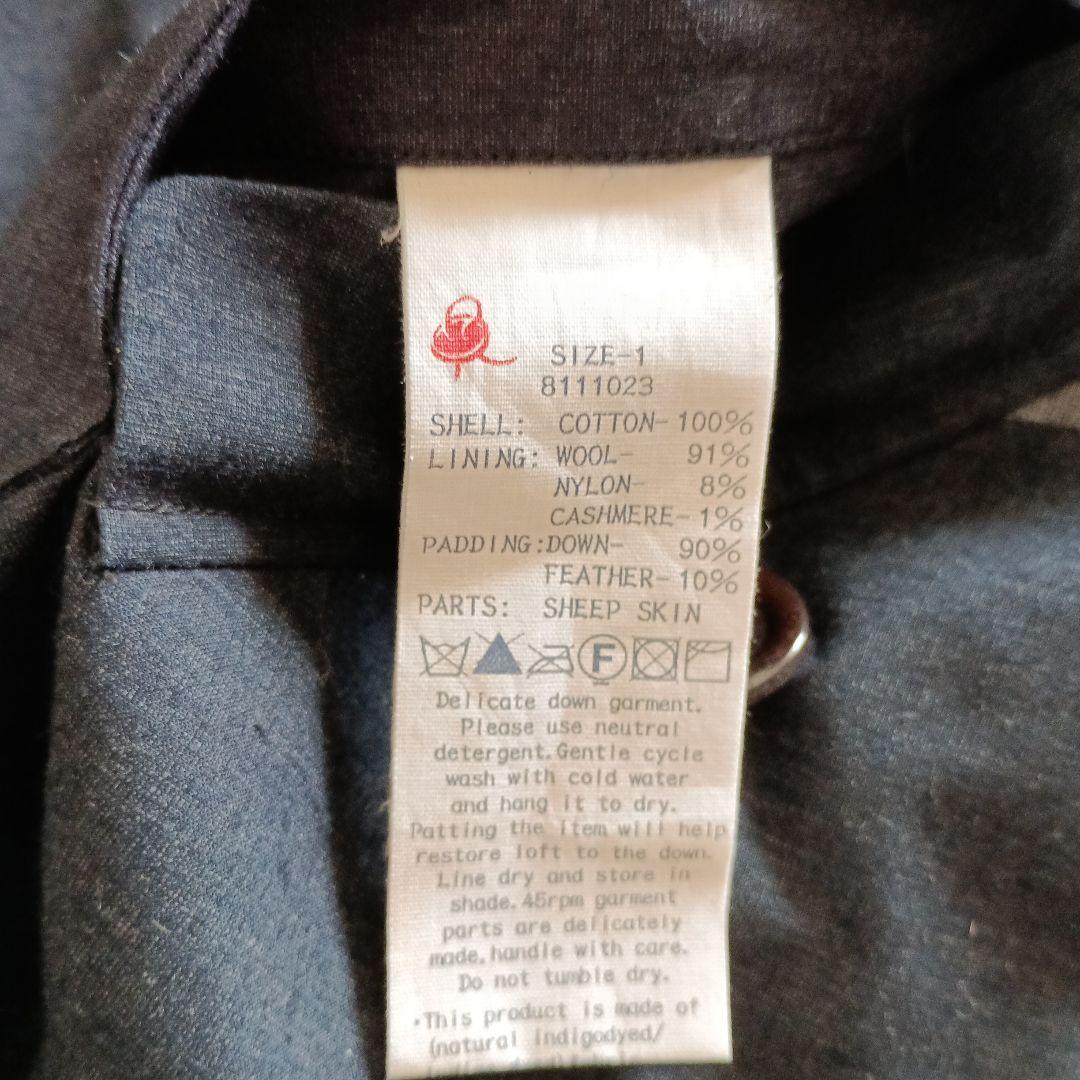 SIZE-1
8111023
SHELL: COTTON-100%
LINING: WOOL- 91%
NYLON- 8%
CASHMERE-1%
PADDING:DOWN- 90%
FEATHER-10%
PARTS: SHEEP SKIN
F
Delicate down garment.
Please use neutral
detergent.Gentle cycle
wash with cold water
and hang it to dry.
Patting the item will help
restore loft to the down.
Line dry and store in
shade.45rpm garment
parts are delicately
made,handle with care.
Do not tumble dry.
·This product is made of
(natural indigodyed/